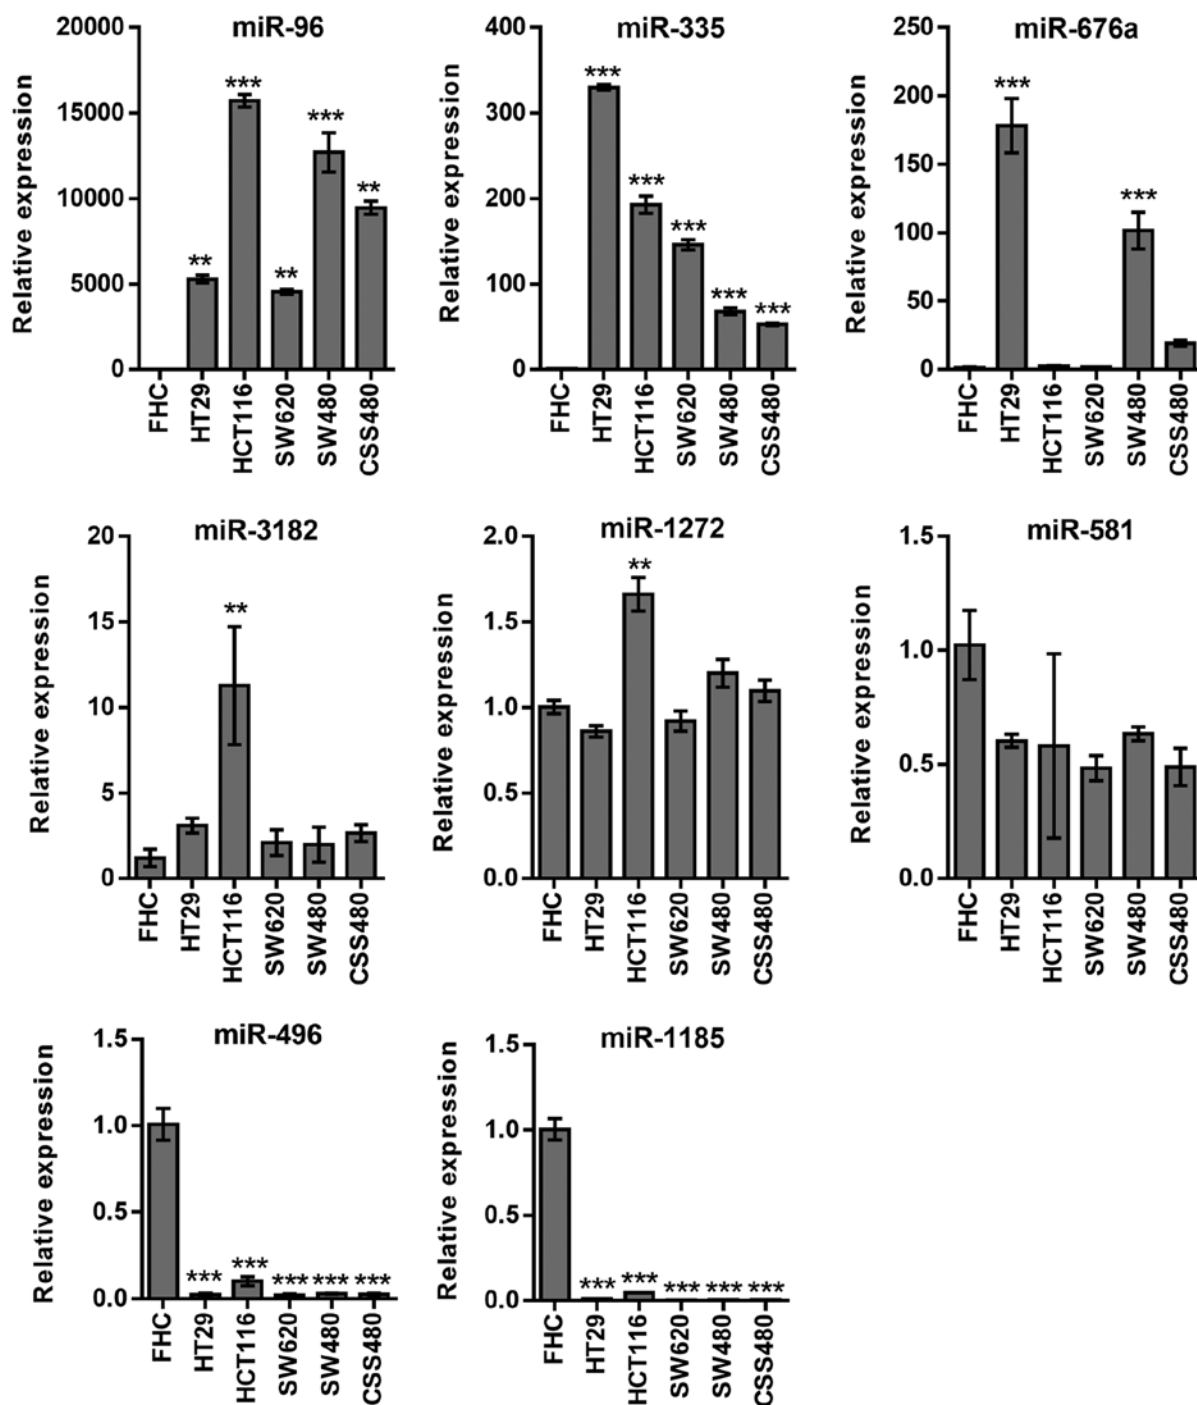 miR-96
Relative expression
20000
15000
10000
5000
0
**
***
**
***
**
FHC
HT29
HCT116
SW620
SW480
CSS480
miR-335
Relative expression
400
300
200
100
0
***
***
***
***
***
FHC
HT29
HCT116
SW620
SW480
CSS480
miR-676a
Relative expression
250
200
150
100
50
0
***
***
FHC
HT29
HCT116
SW620
SW480
CSS480
miR-3182
Relative expression
20
15
10
5
0
**
FHC
HT29
HCT116
SW620
SW480
CSS480
miR-1272
Relative expression
2.0
1.5
1.0
0.5
0.0
**
FHC
HT29
HCT116
SW620
SW480
CSS480
miR-581
Relative expression
1.5
1.0
0.5
0.0
FHC
HT29
HCT116
SW620
SW480
CSS480
miR-496
Relative expression
1.5
1.0
0.5
0.0
***
***
***
***
***
FHC
HT29
HCT116
SW620
SW480
CSS480
miR-1185
Relative expression
1.5
1.0
0.5
0.0
***
***
***
***
***
FHC
HT29
HCT116
SW620
SW480
CSS480